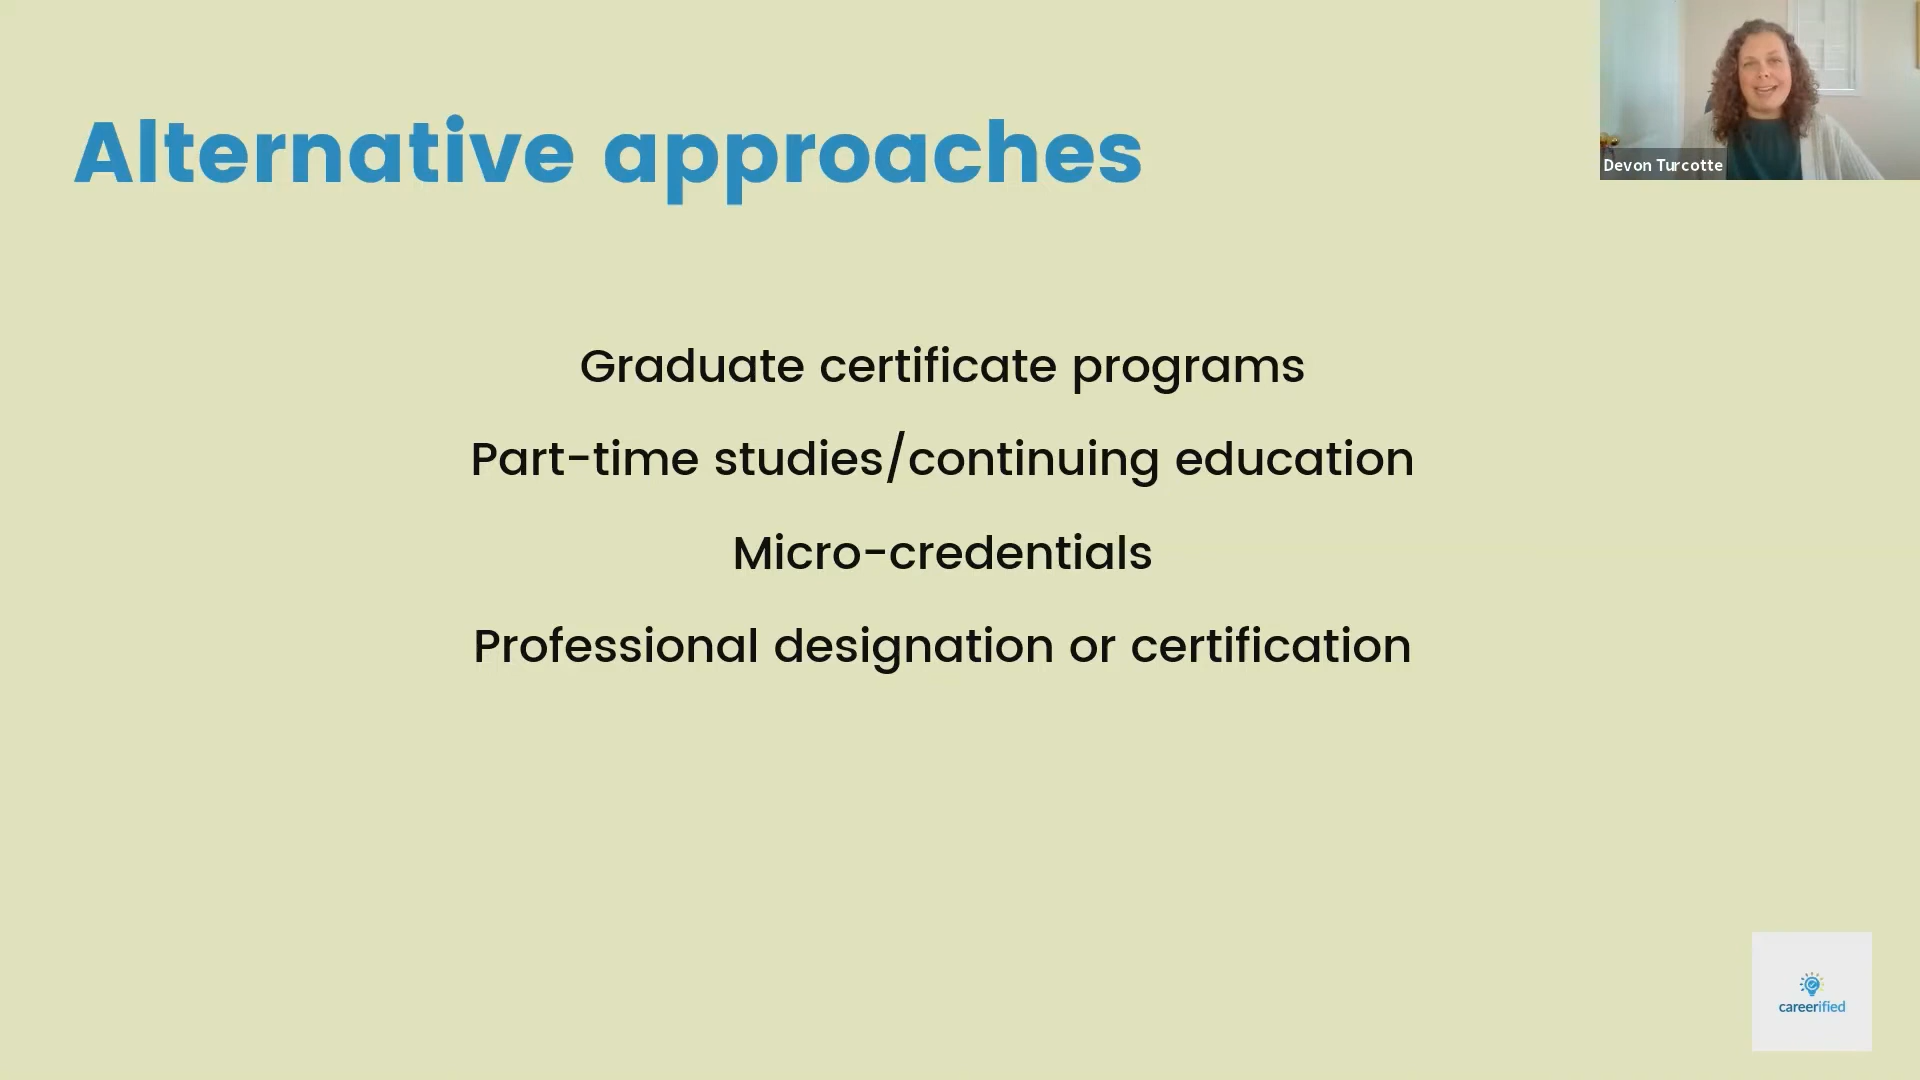 Alternative approaches
Devon Turcotte
Graduate certificate programs
Part-time studies/continuing education
Micro-credentials
Professional designation or certification
careerified